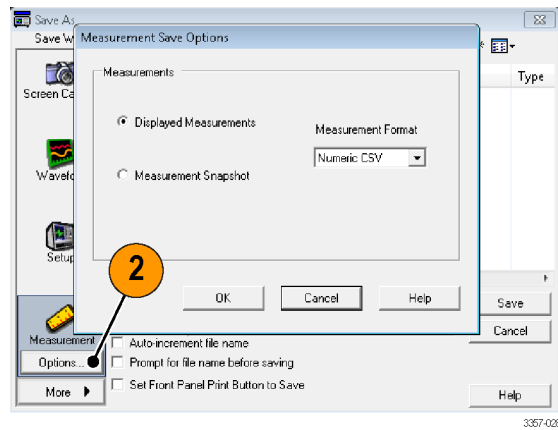 Save As
Save W
Measurement Save Options
Measurements
Type
Screen Ca
Displayed Measurements
Measurement Format
Numeric CSV
Measurement Snapshot
Wavefo
Setup
2
OK
Cancel
Help
Save
Measurement
Auto-increment file name
Cancel
Options...
Prompt for file name before saving
More
Set Front Panel Print Button to Save
Help
3357-028